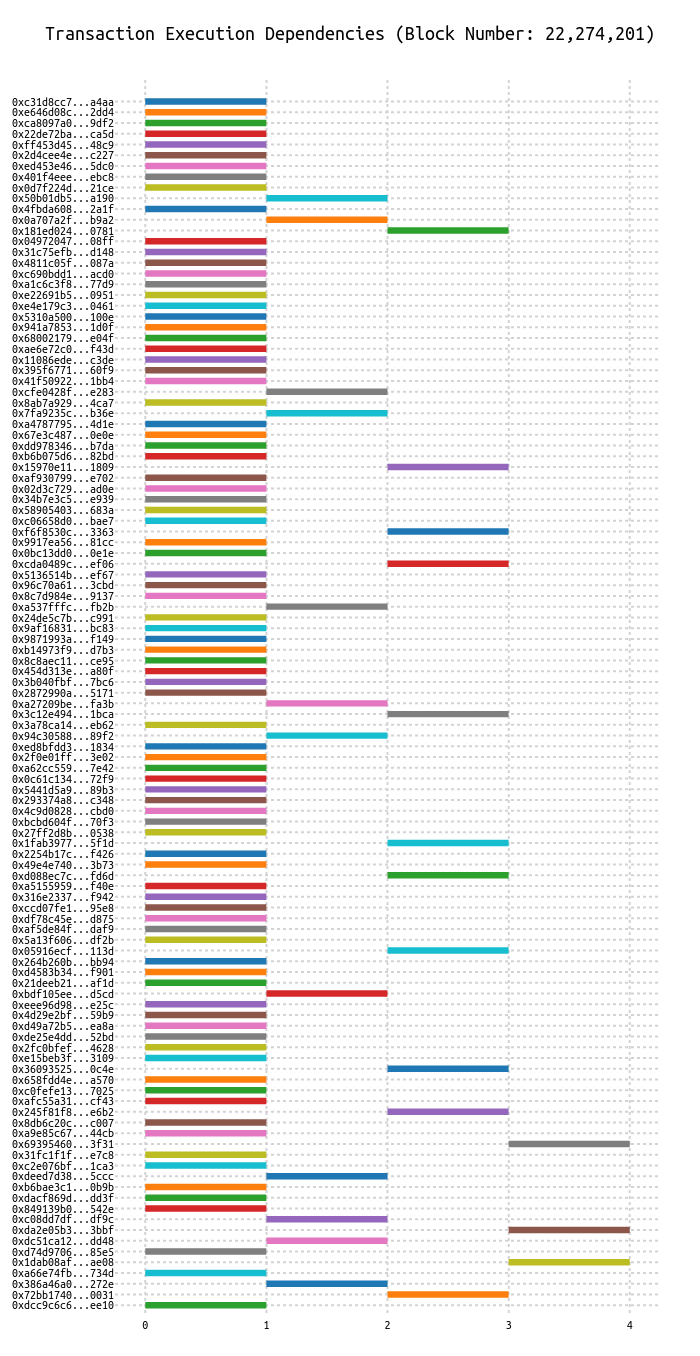 Transaction Execution Dependencies (Block Number: 22,274,201)
0xc31d8cc7...a4aa
0xe646d08c...2dd4
0xca8097a0...9df2
0x22de72ba...ca5d
0xff453d45...48c9
0x2d4cee4e...c227
0xed453e46...5dc0
0x401f4eee...ebc8
0x0d7f224d...21ce
0x50b01db5...a190
0x4fbda608...2a1f
0x0a707a2f...b9a2
0x181ed024...0781
0x04972047...08ff
0x31c75efb...d148
0x4811c05f...087a
0xc690bdd1...acd0
0xa1c6c3f8...77d9
0xe22691b5...0951
0xe4e179c3...0461
0x5310a500...100e
0x941a7853...1d0f
0x68002179...e04f
0xae6e72c0...f43d
0x11086ede...c3de
0x395f6771...60f9
0x41f50922...1bb4
0xcfe0428f...e283
0x8ab7a929...4ca7
0x7fa9235c...b36e
0xa4787795...4d1e
0x67e3c487...0e0e
0xdd978346...b7da
0xb6b075d6...82bd
0x15970e11...1809
0xaf930799...e702
0x02d3c729...ad0e
0x34b7e3c5...e939
0x58905403...683a
0xc06658d0...bae7
0xf6f8530c...3363
0x9917ea56...81cc
0x0bc13dd0...0e1e
0xcda0489c...ef06
0x5136514b...ef67
0x96c70a61...3cbd
0x8c7d984e...9137
0xa537fffc...fb2b
0x24de5c7b...c991
0x9af16831...bc83
0x9871993a...f149
0xb14973f9...d7b3
0x8c8aec11...ce95
0x454d313e...a80f
0x3b040fbf...7bc6
0x2872990a...5171
0xa27209be...fa3b
0x3c12e494...1bca
0x3a78ca14...eb62
0x94c30588...89f2
0xed8bfdd3...1834
0x2f0e01ff...3e02
0xa62cc559...7e42
0x0c61c134...72f9
0x5441d5a9...89b3
0x293374a8...c348
0x4c9d0828...cbd0
0xbcbd604f...70f3
0x27ff2d8b...0538
0x1fab3977...5f1d
0x2254b17c...f426
0x49e4e740...3b73
0xd088ec7c...fd6d
0xa5155959...f40e
0x316e2337...f942
0xccd07fe1...95e8
0xdf78c45e...d875
0xaf5de84f...daf9
0x5a13f606...df2b
0x05916ecf...113d
0x264b260b...bb94
0xd4583b34...f901
0x21deeb21...af1d
0xbdf105ee...d5cd
0xeee96d98...e25c
0x4d29e2bf...59b9
0xd49a72b5...ea8a
0xde25e4dd...52bd
0x2fc0bfef...4628
0xe15beb3f...3109
0x36093525...0c4e
0x658fdd4e...a570
0xc0fefe13...7025
0xafc55a31...cf43
0x245f81f8...e6b2
0x8db6c20c...c007
0xa9e85c67...44cb
0x69395460...3f31
0x31fc1f1f...e7c8
0xc2e076bf...1ca3
0xdeed7d38...5ccc
0xb6bae3c1...0b9b
0xdacf869d...dd3f
0x849139b0...542e
0xc08dd7df...df9c
0xda2e05b3...3bbf
0xdc51ca12...dd48
0xd74d9706...85e5
0x1dab08af...ae08
0xa66e74fb...734d
0x386a46a0...272e
0x72bb1740...0031
0xdcc9c6c6...ee10
0 1 2 3 4